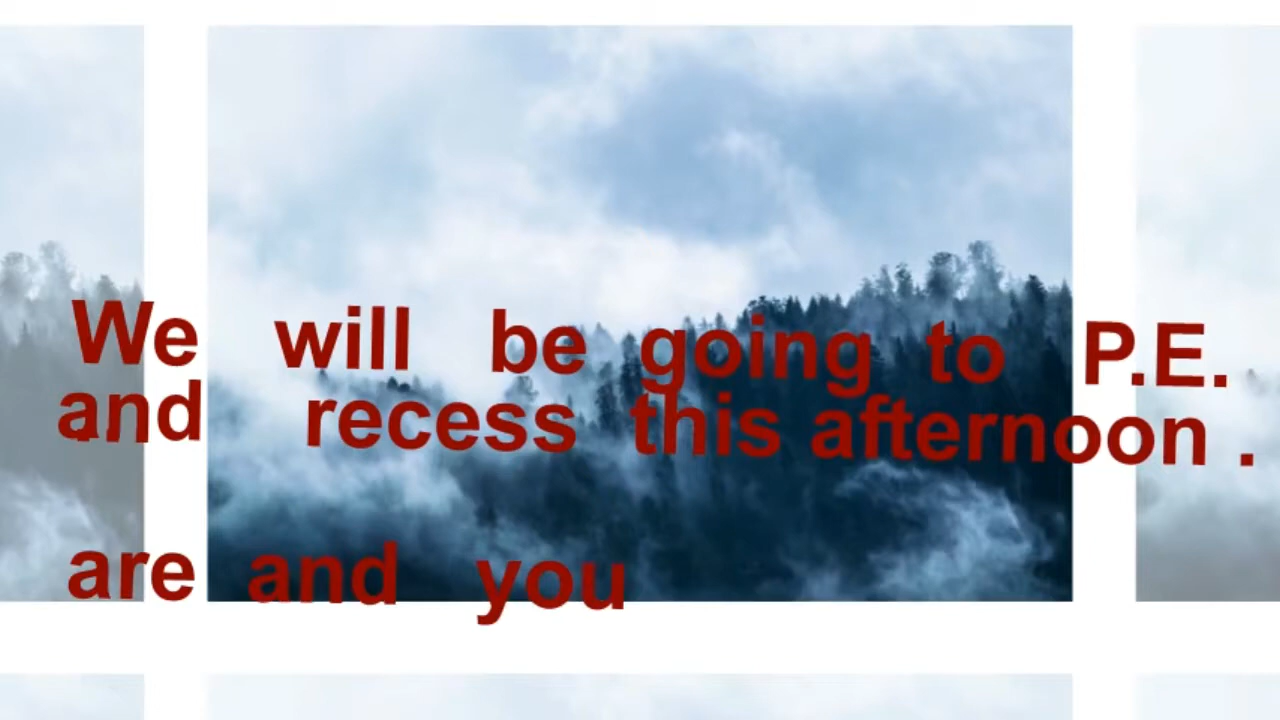 We will be going to P.E.
and recess this afternoon .
are and you